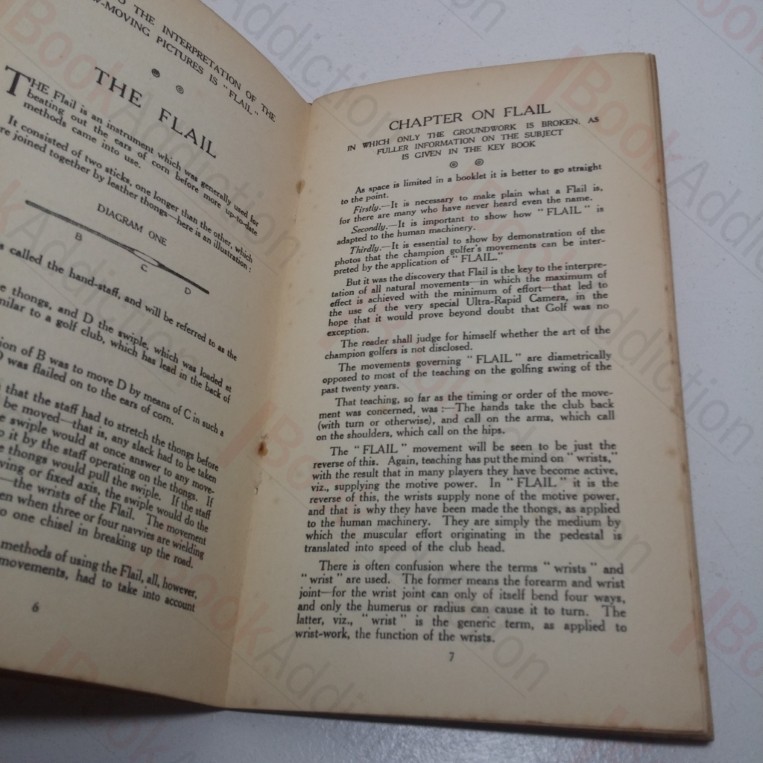 TO THE INTERPRETATION OF THE
-MOVING PICTURES IS "FLAIL"
THE FLAIL
THE Flail is an instrument which was generally used for
beating out the ears of corn before more up-to-date
methods came into use.
It consisted of two sticks, one longer than the other, which
were joined together by leather thongs—here is an illustration:
DIAGRAM ONE
B
C
D
s called the hand-staff, and will be referred to as the
e thongs, and D the swiple, which was loaded at
imilar to a golf club, which has lead in the back of
ion of B was to move D by means of C in such a
D was flailed on to the ears of corn.
that the staff had to stretch the thongs before
be moved—that is, any slack had to be taken
e swiple would at once answer to any move-
o it by the staff operating on the thongs. If
e thongs would pull the swiple. If the staff
ving or fixed axis, the swiple would do the
—the wrists of the Flail. The movement
en when three or four navvies are wielding
o one chisel in breaking up the road.
methods of using the Flail, all, however,
movements, had to take into account
6
CHAPTER ON FLAIL
IN WHICH ONLY THE GROUNDWORK IS BROKEN, AS
FULLER INFORMATION ON THE SUBJECT
IS GIVEN IN THE KEY BOOK
As space is limited in a booklet it is better to go straight
to the point.
Firstly.—It is necessary to make plain what a Flail is,
for there are many who have never heard even the name.
Secondly.—It is important to show how "FLAIL" is
adapted to the human machinery.
Thirdly.—It is essential to show by demonstration of the
photos that the champion golfer's movements can be inter-
preted by the application of "FLAIL."
But it was the discovery that Flail is the key to the interpre-
tation of all natural movements—in which the maximum of
effect is achieved with the minimum of effort—that led to
the use of the very special Ultra-Rapid Camera, in the
hope that it would prove beyond doubt that Golf was no
exception.
The reader shall judge for himself whether the art of the
champion golfers is not disclosed.
The movements governing "FLAIL" are diametrically
opposed to most of the teaching on the golfing swing of the
past twenty years.
That teaching, so far as the timing or order of the move-
ment was concerned, was:—The hands take the club back
(with turn or otherwise), and call on the arms, which call
on the shoulders, which call on the hips.
The "FLAIL" movement will be seen to be just the
reverse of this. Again, teaching has put the mind on "wrists,"
with the result that in many players they have become active,
viz., supplying the motive power. In "FLAIL" it is the
reverse of this, the wrists supply none of the motive power,
and that is why they have been made the thongs, as applied
to the human machinery. They are simply the medium by
which the muscular effort originating in the pedestal is
translated into speed of the club head.
There is often confusion where the terms "wrists" and
"wrist" are used. The former means the forearm and wrist
joint—for the wrist joint can only of itself bend four ways,
and only the humerus or radius can cause it to turn. The
latter, viz., "wrist" is the generic term, as applied to
wrist-work, the function of the wrists.
7
Book Addiction